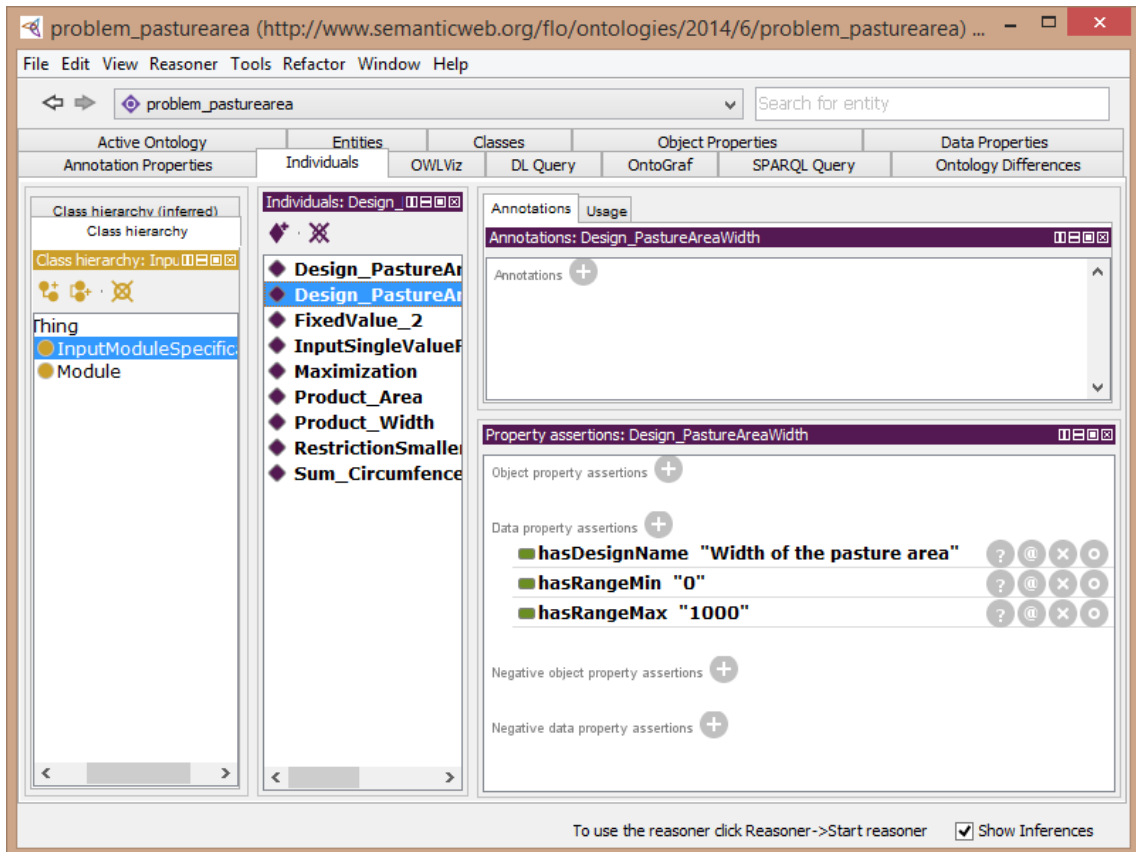 problem_pasturearea (http://www.semanticweb.org/flo/ontologies/2014/6/problem_pasturearea) ...
File Edit View Reasoner Tools Refactor Window Help
problem_pasturearea
Search for entity
Active Ontology Entities Classes Object Properties Data Properties
Annotation Properties Individuals OWLViz DL Query OntoGraf SPARQL Query Ontology Differences
Class hierarchy (inferred)
Class hierarchy
Class hierarchy: Inpu
Thing
InputModuleSpecific
Module
Individuals: Design_
Design_PastureAr
Design_PastureAr
FixedValue_2
InputSingleValueF
Maximization
Product_Area
Product_Width
RestrictionSmaller
Sum_Circumfence
Annotations Usage
Annotations: Design_PastureAreaWidth
Annotations
Property assertions: Design_PastureAreaWidth
Object property assertions
Data property assertions
hasDesignName "Width of the pasture area"
hasRangeMin "0"
hasRangeMax "1000"
Negative object property assertions
Negative data property assertions
To use the reasoner click Reasoner->Start reasoner Show Inferences